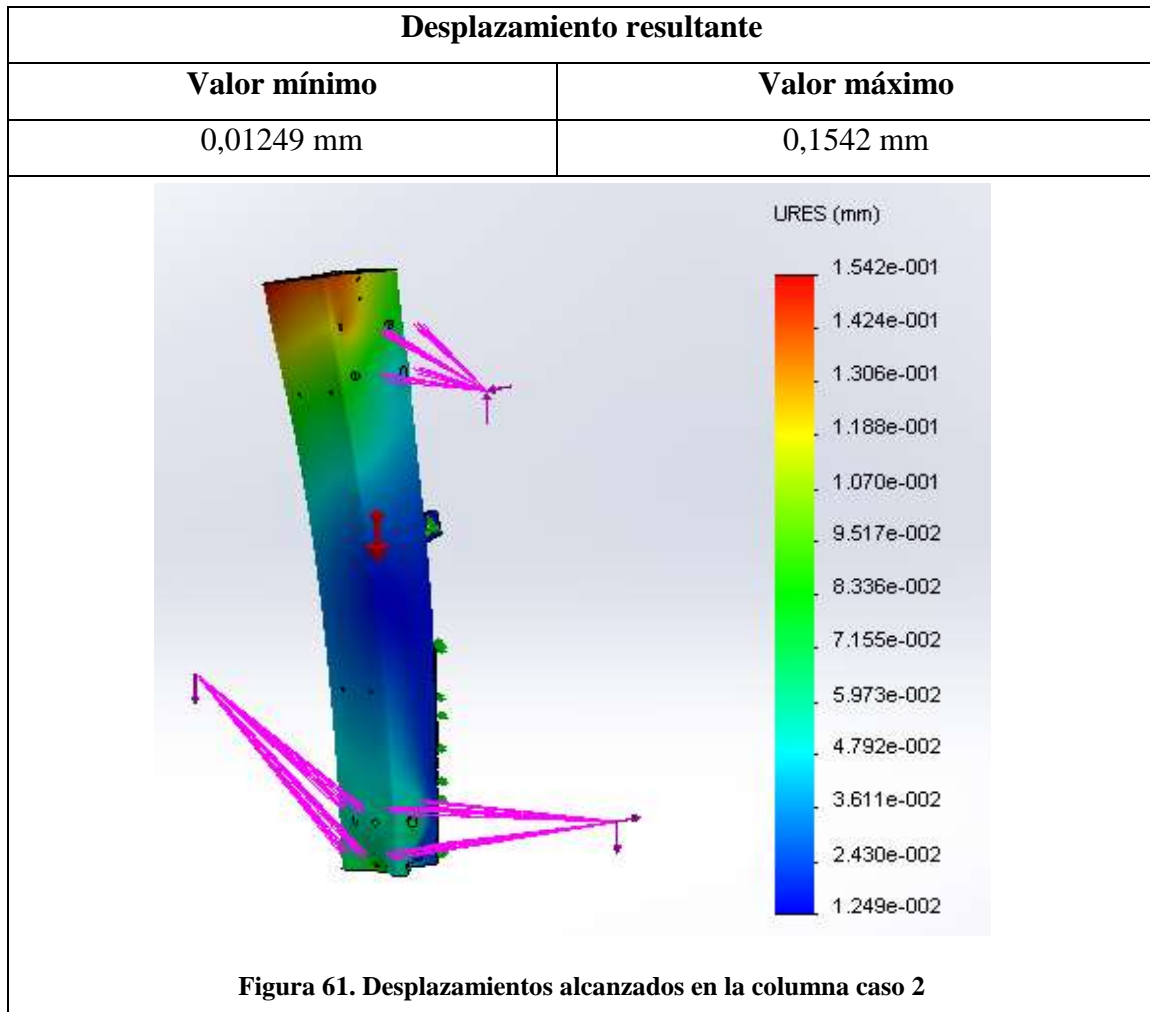 Desplazamiento resultante
Valor mínimo
Valor máximo
0,01249 mm
0,1542 mm
URES (mm)
1.542e-001
1.424e-001
1.306e-001
1.188e-001
1.070e-001
9.517e-002
8.336e-002
7.155e-002
5.973e-002
4.792e-002
3.611e-002
2.430e-002
1.249e-002
Figura 61. Desplazamientos alcanzados en la columna caso 2